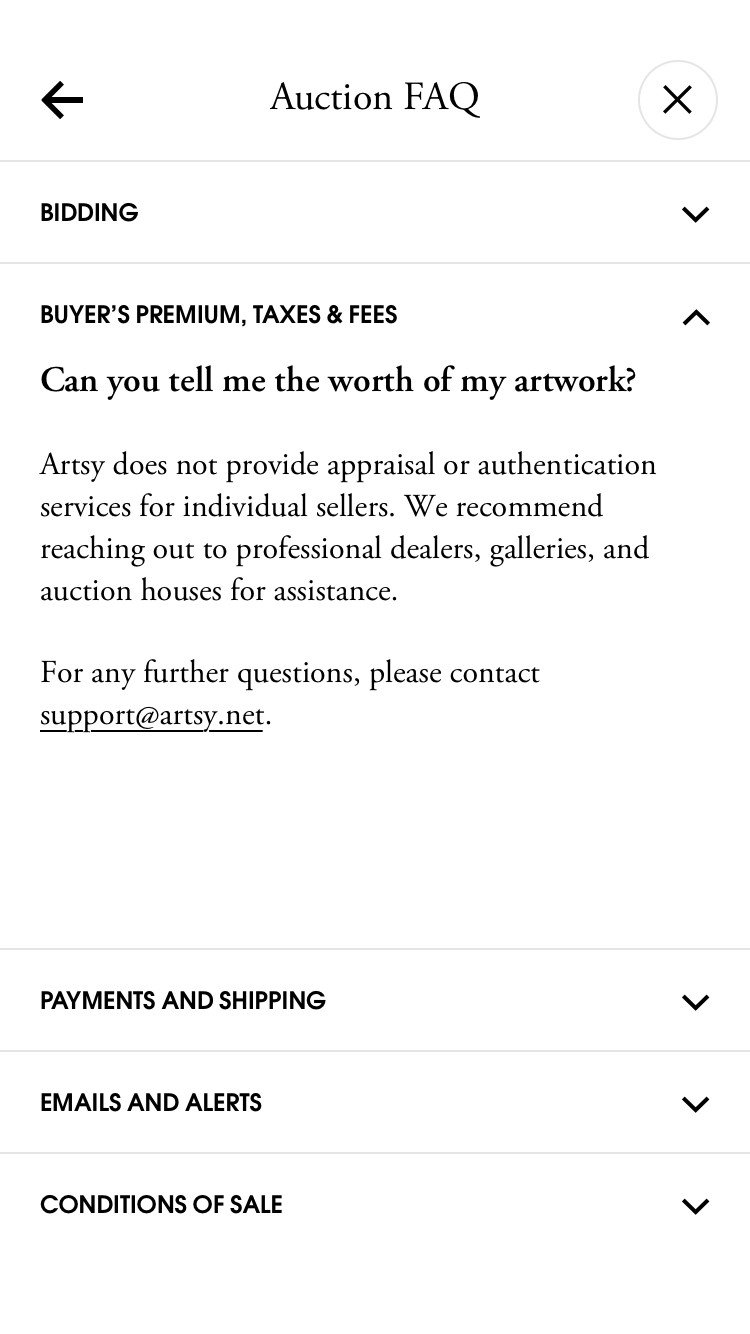 Auction FAQ
BIDDING
BUYER’S PREMIUM, TAXES & FEES
Can you tell me the worth of my artwork?
Artsy does not provide appraisal or authentication
services for individual sellers. We recommend
reaching out to professional dealers, galleries, and
auction houses for assistance.
For any further questions, please contact
support@artsy.net.
PAYMENTS AND SHIPPING
EMAILS AND ALERTS
CONDITIONS OF SALE